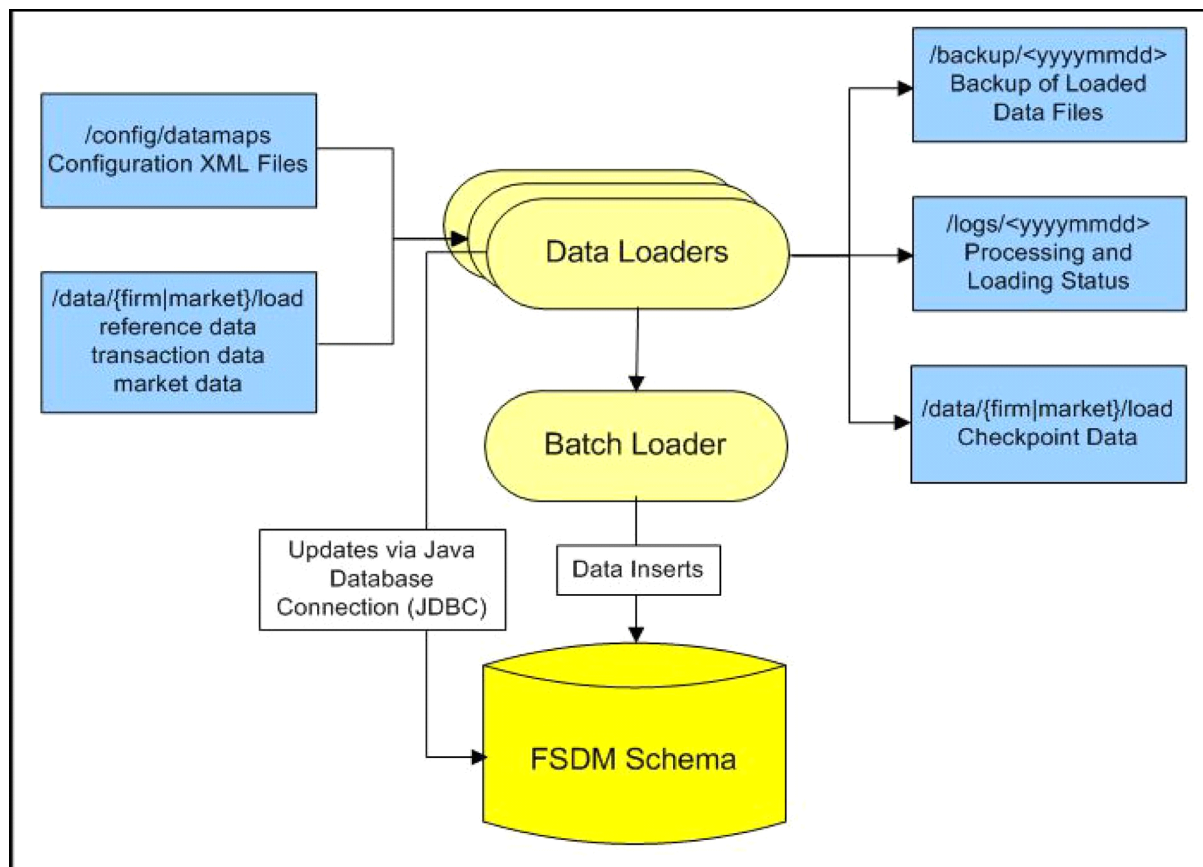 /config/datamaps
Configuration XML Files
/data/{firm|market}/load
reference data
transaction data
market data
Data Loaders
Batch Loader
Updates via Java
Database
Connection (JDBC)
Data Inserts
FSDM Schema
/backup/<yyyymmdd>
Backup of Loaded
Data Files
/logs/<yyyymmdd>
Processing and
Loading Status
/data/{firm|market}/load
Checkpoint Data